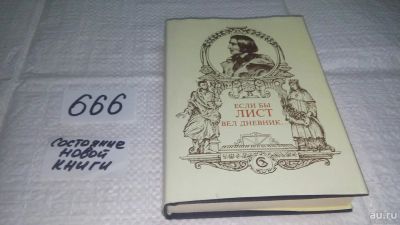 666
состояние
новой
книги
ЕСЛИ БЫ
ЛИСТ
ВЕЛ ДНЕВНИК...
au.ru